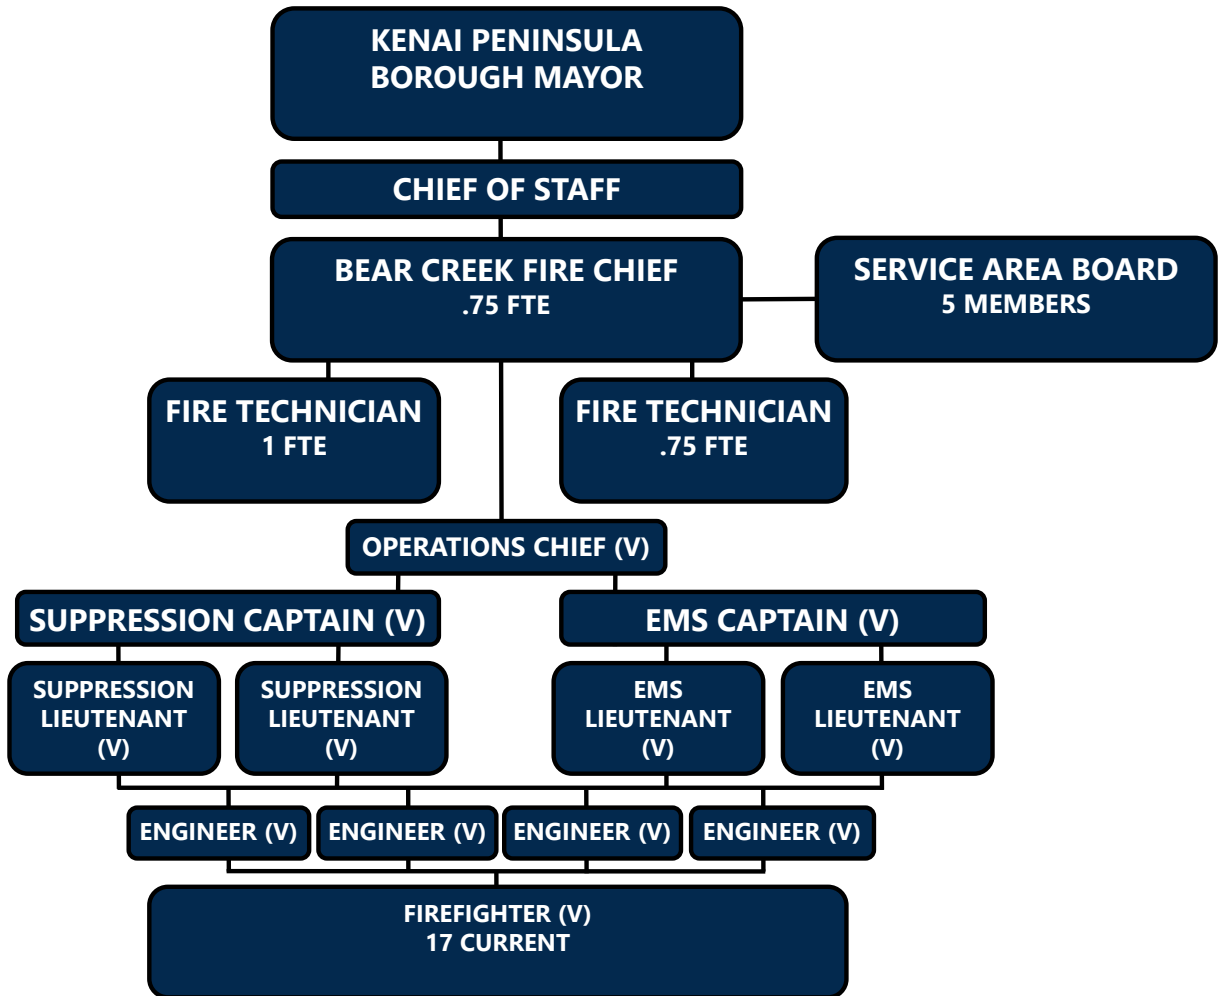 KENAI PENINSULA
BOROUGH MAYOR
CHIEF OF STAFF
BEAR CREEK FIRE CHIEF
.75 FTE
SERVICE AREA BOARD
5 MEMBERS
FIRE TECHNICIAN
1 FTE
FIRE TECHNICIAN
.75 FTE
OPERATIONS CHIEF (V)
SUPPRESSION CAPTAIN (V)
EMS CAPTAIN (V)
SUPPRESSION
LIEUTENANT
(V)
SUPPRESSION
LIEUTENANT
(V)
EMS
LIEUTENANT
(V)
EMS
LIEUTENANT
(V)
ENGINEER (V)
ENGINEER (V)
ENGINEER (V)
ENGINEER (V)
FIREFIGHTER (V)
17 CURRENT